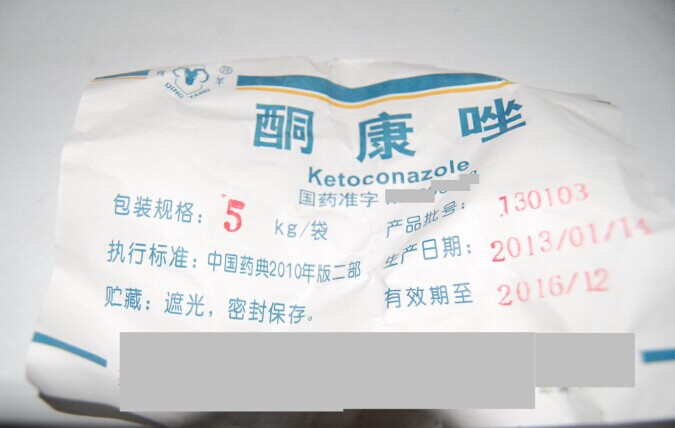 QING YANG
酮康唑
Ketoconazole
国药准字
包装规格：5 kg/袋
产品批号：130103
执行标准：中国药典2010年版二部
生产日期：2013/01/14
贮藏：遮光，密封保存。
有效期至 2016/12